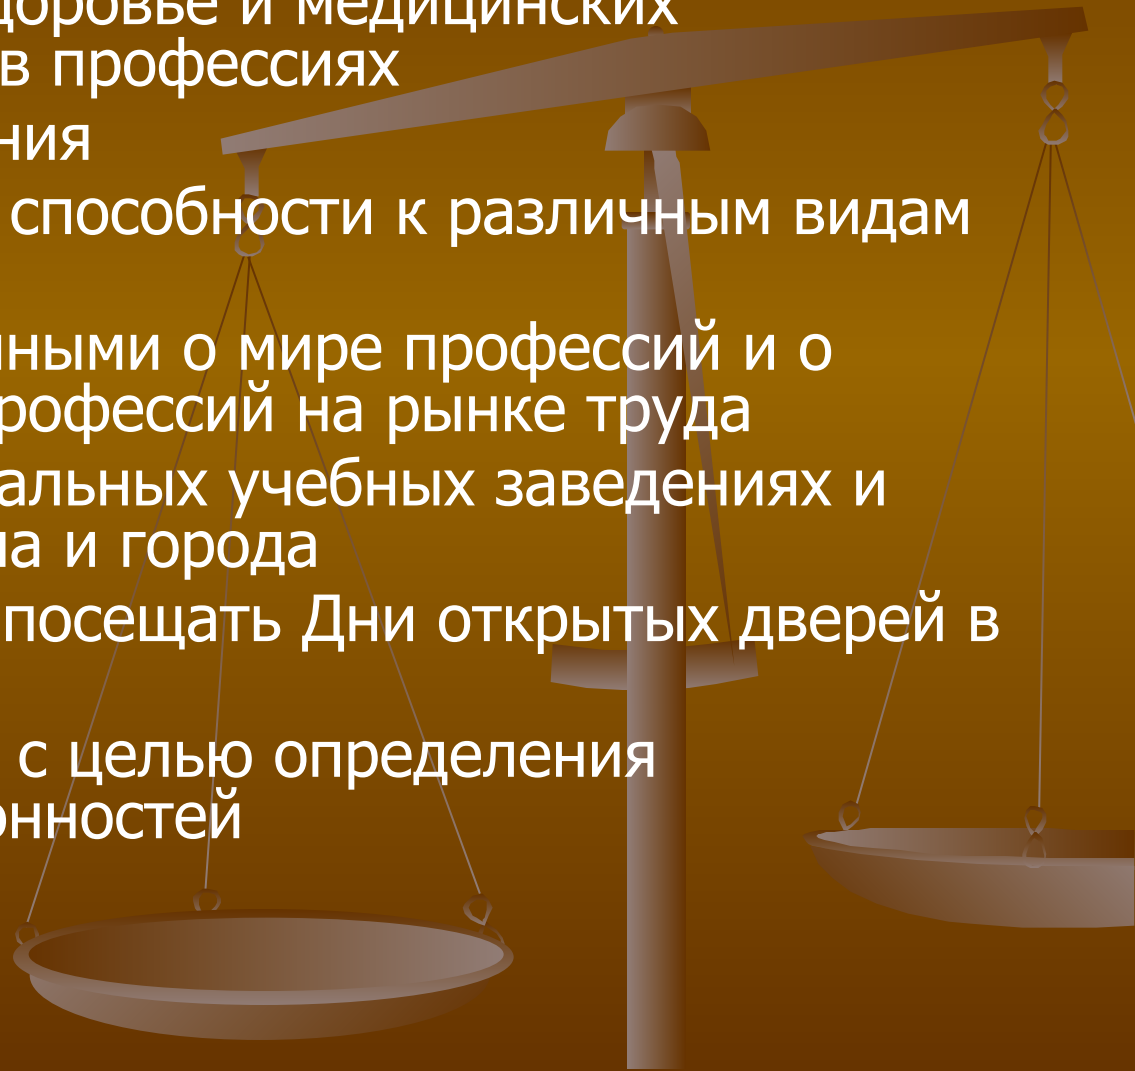 доровье и медицинских
в профессиях
ния
способности к различным видам
ными о мире профессий и о
рофессий на рынке труда
альных учебных заведениях и
на и города
посещать Дни открытых дверей в
с целью определения
онностей